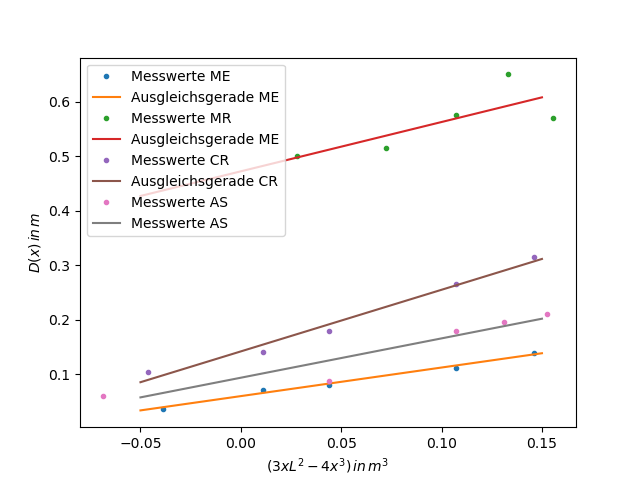 Messwerte ME
Ausgleichsgerade ME
Messwerte MR
Ausgleichsgerade ME
Messwerte CR
Ausgleichsgerade CR
Messwerte AS
Messwerte AS
0.6
0.5
0.4
0.3
0.2
0.1
D(x) in m
−0.05 0.00 0.05 0.10 0.15
(3xL² − 4x³) in m³